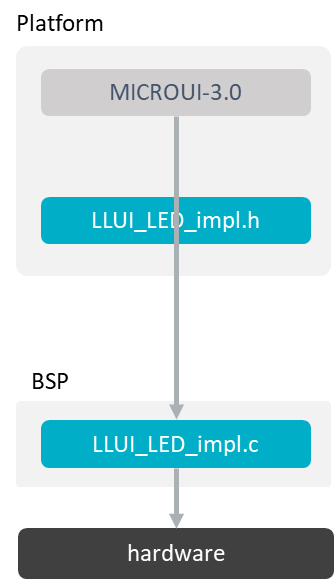 Platform
MICROUI-3.0
LLUI_LED_impl.h
BSP
LLUI_LED_impl.c
hardware